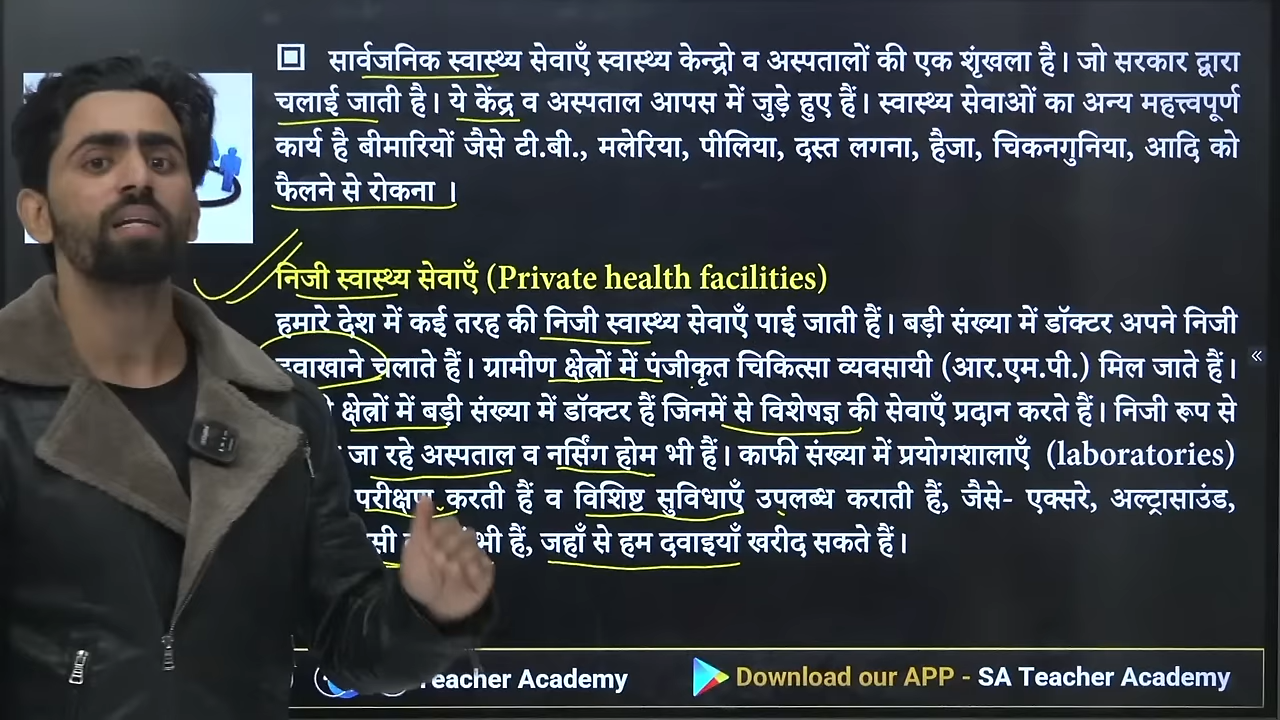 सार्वजनिक स्वास्थ्य सेवाएँ स्वास्थ्य केन्द्रो व अस्पतालों की एक शृंखला है। जो सरकार द्वारा
चलाई जाती है। ये केंद्र व अस्पताल आपस में जुड़े हुए हैं। स्वास्थ्य सेवाओं का अन्य महत्त्वपूर्ण
कार्य है बीमारियों जैसे टी.बी., मलेरिया, पीलिया, दस्त लगना, हैजा, चिकनगुनिया, आदि को
फैलने से रोकना ।
निजी स्वास्थ्य सेवाएँ (Private health facilities)
हमारे देश में कई तरह की निजी स्वास्थ्य सेवाएँ पाई जाती हैं। बड़ी संख्या में डॉक्टर अपने निजी
दवाखाने चलाते हैं। ग्रामीण क्षेत्रों में पंजीकृत चिकित्सा व्यवसायी (आर.एम.पी.) मिल जाते हैं।
क्षेत्रों में बड़ी संख्या में डॉक्टर हैं जिनमें से विशेषज्ञ की सेवाएँ प्रदान करते हैं। निजी रूप से
जा रहे अस्पताल व नर्सिंग होम भी हैं। काफी संख्या में प्रयोगशालाएँ (laboratories)
परीक्षण करती हैं व विशिष्ट सुविधाएँ उपलब्ध कराती हैं, जैसे- एक्सरे, अल्ट्रासाउंड,
भी हैं, जहाँ से हम दवाइयाँ खरीद सकते हैं।
Teacher Academy
Download our APP - SA Teacher Academy